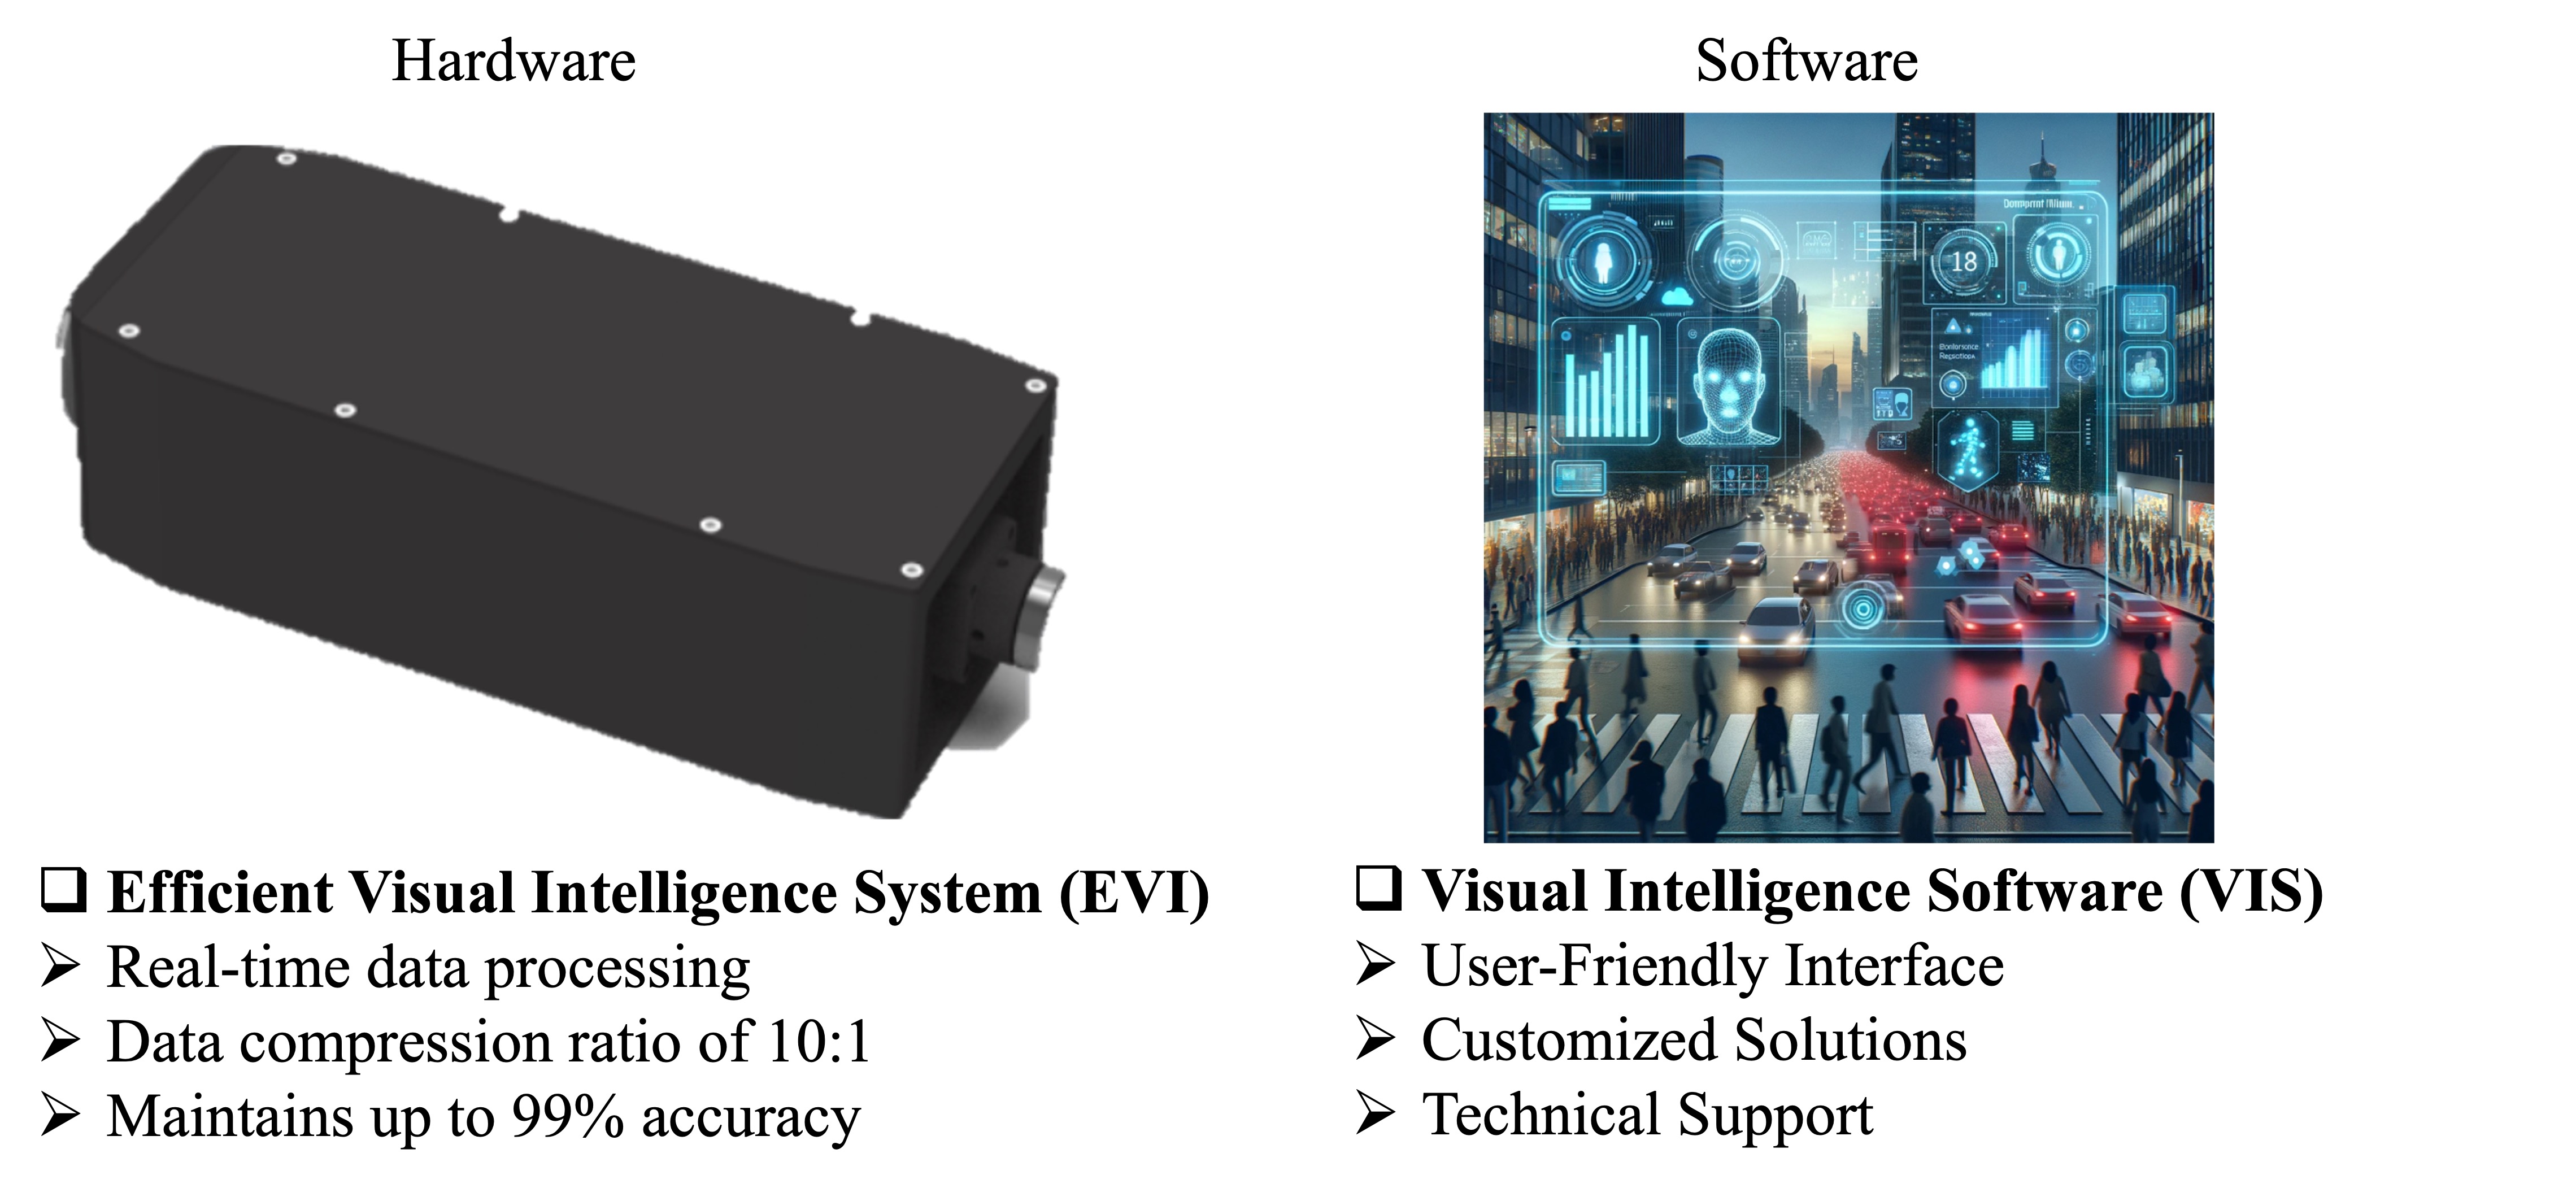 Hardware
Software
18
Efficient Visual Intelligence System (EVI)
Real-time data processing
Data compression ratio of 10:1
Maintains up to 99% accuracy
Visual Intelligence Software (VIS)
User-Friendly Interface
Customized Solutions
Technical Support